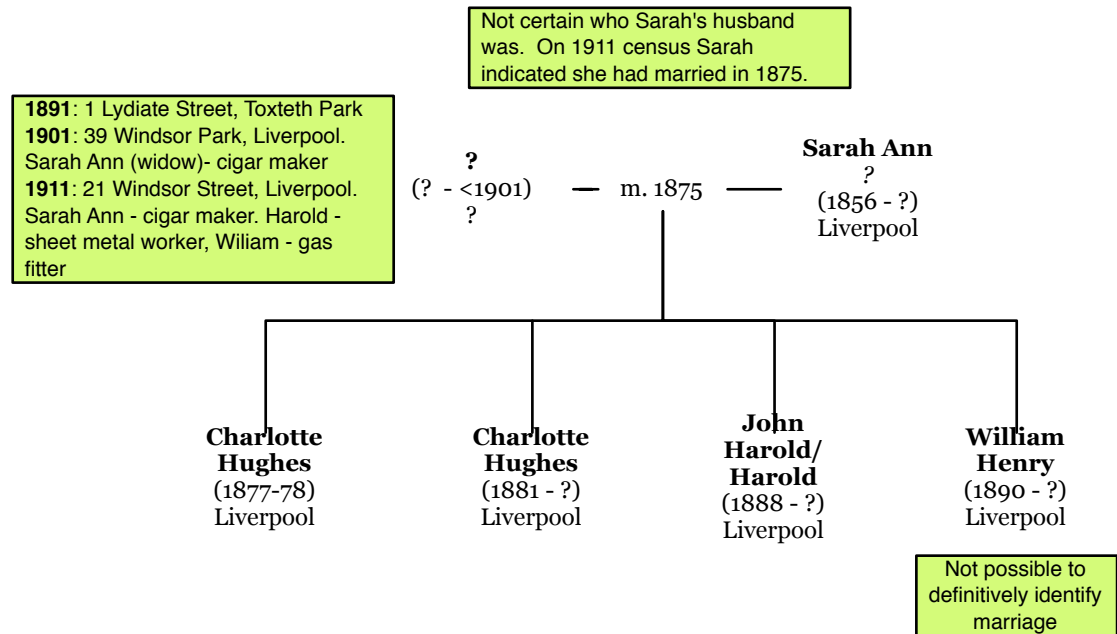 Not certain who Sarah's husband
was. On 1911 census Sarah
indicated she had married in 1875.
1891: 1 Lydiate Street, Toxteth Park
1901: 39 Windsor Park, Liverpool.
Sarah Ann (widow)- cigar maker
1911: 21 Windsor Street, Liverpool.
Sarah Ann - cigar maker. Harold -
sheet metal worker, Wiliam - gas
fitter
?
(? - <1901)
?
m. 1875
Sarah Ann
?
(1856 - ?)
Liverpool
Charlotte
Hughes
(1877-78)
Liverpool
Charlotte
Hughes
(1881 - ?)
Liverpool
John
Harold/
Harold
(1888 - ?)
Liverpool
William
Henry
(1890 - ?)
Liverpool
Not possible to
definitively identify
marriage